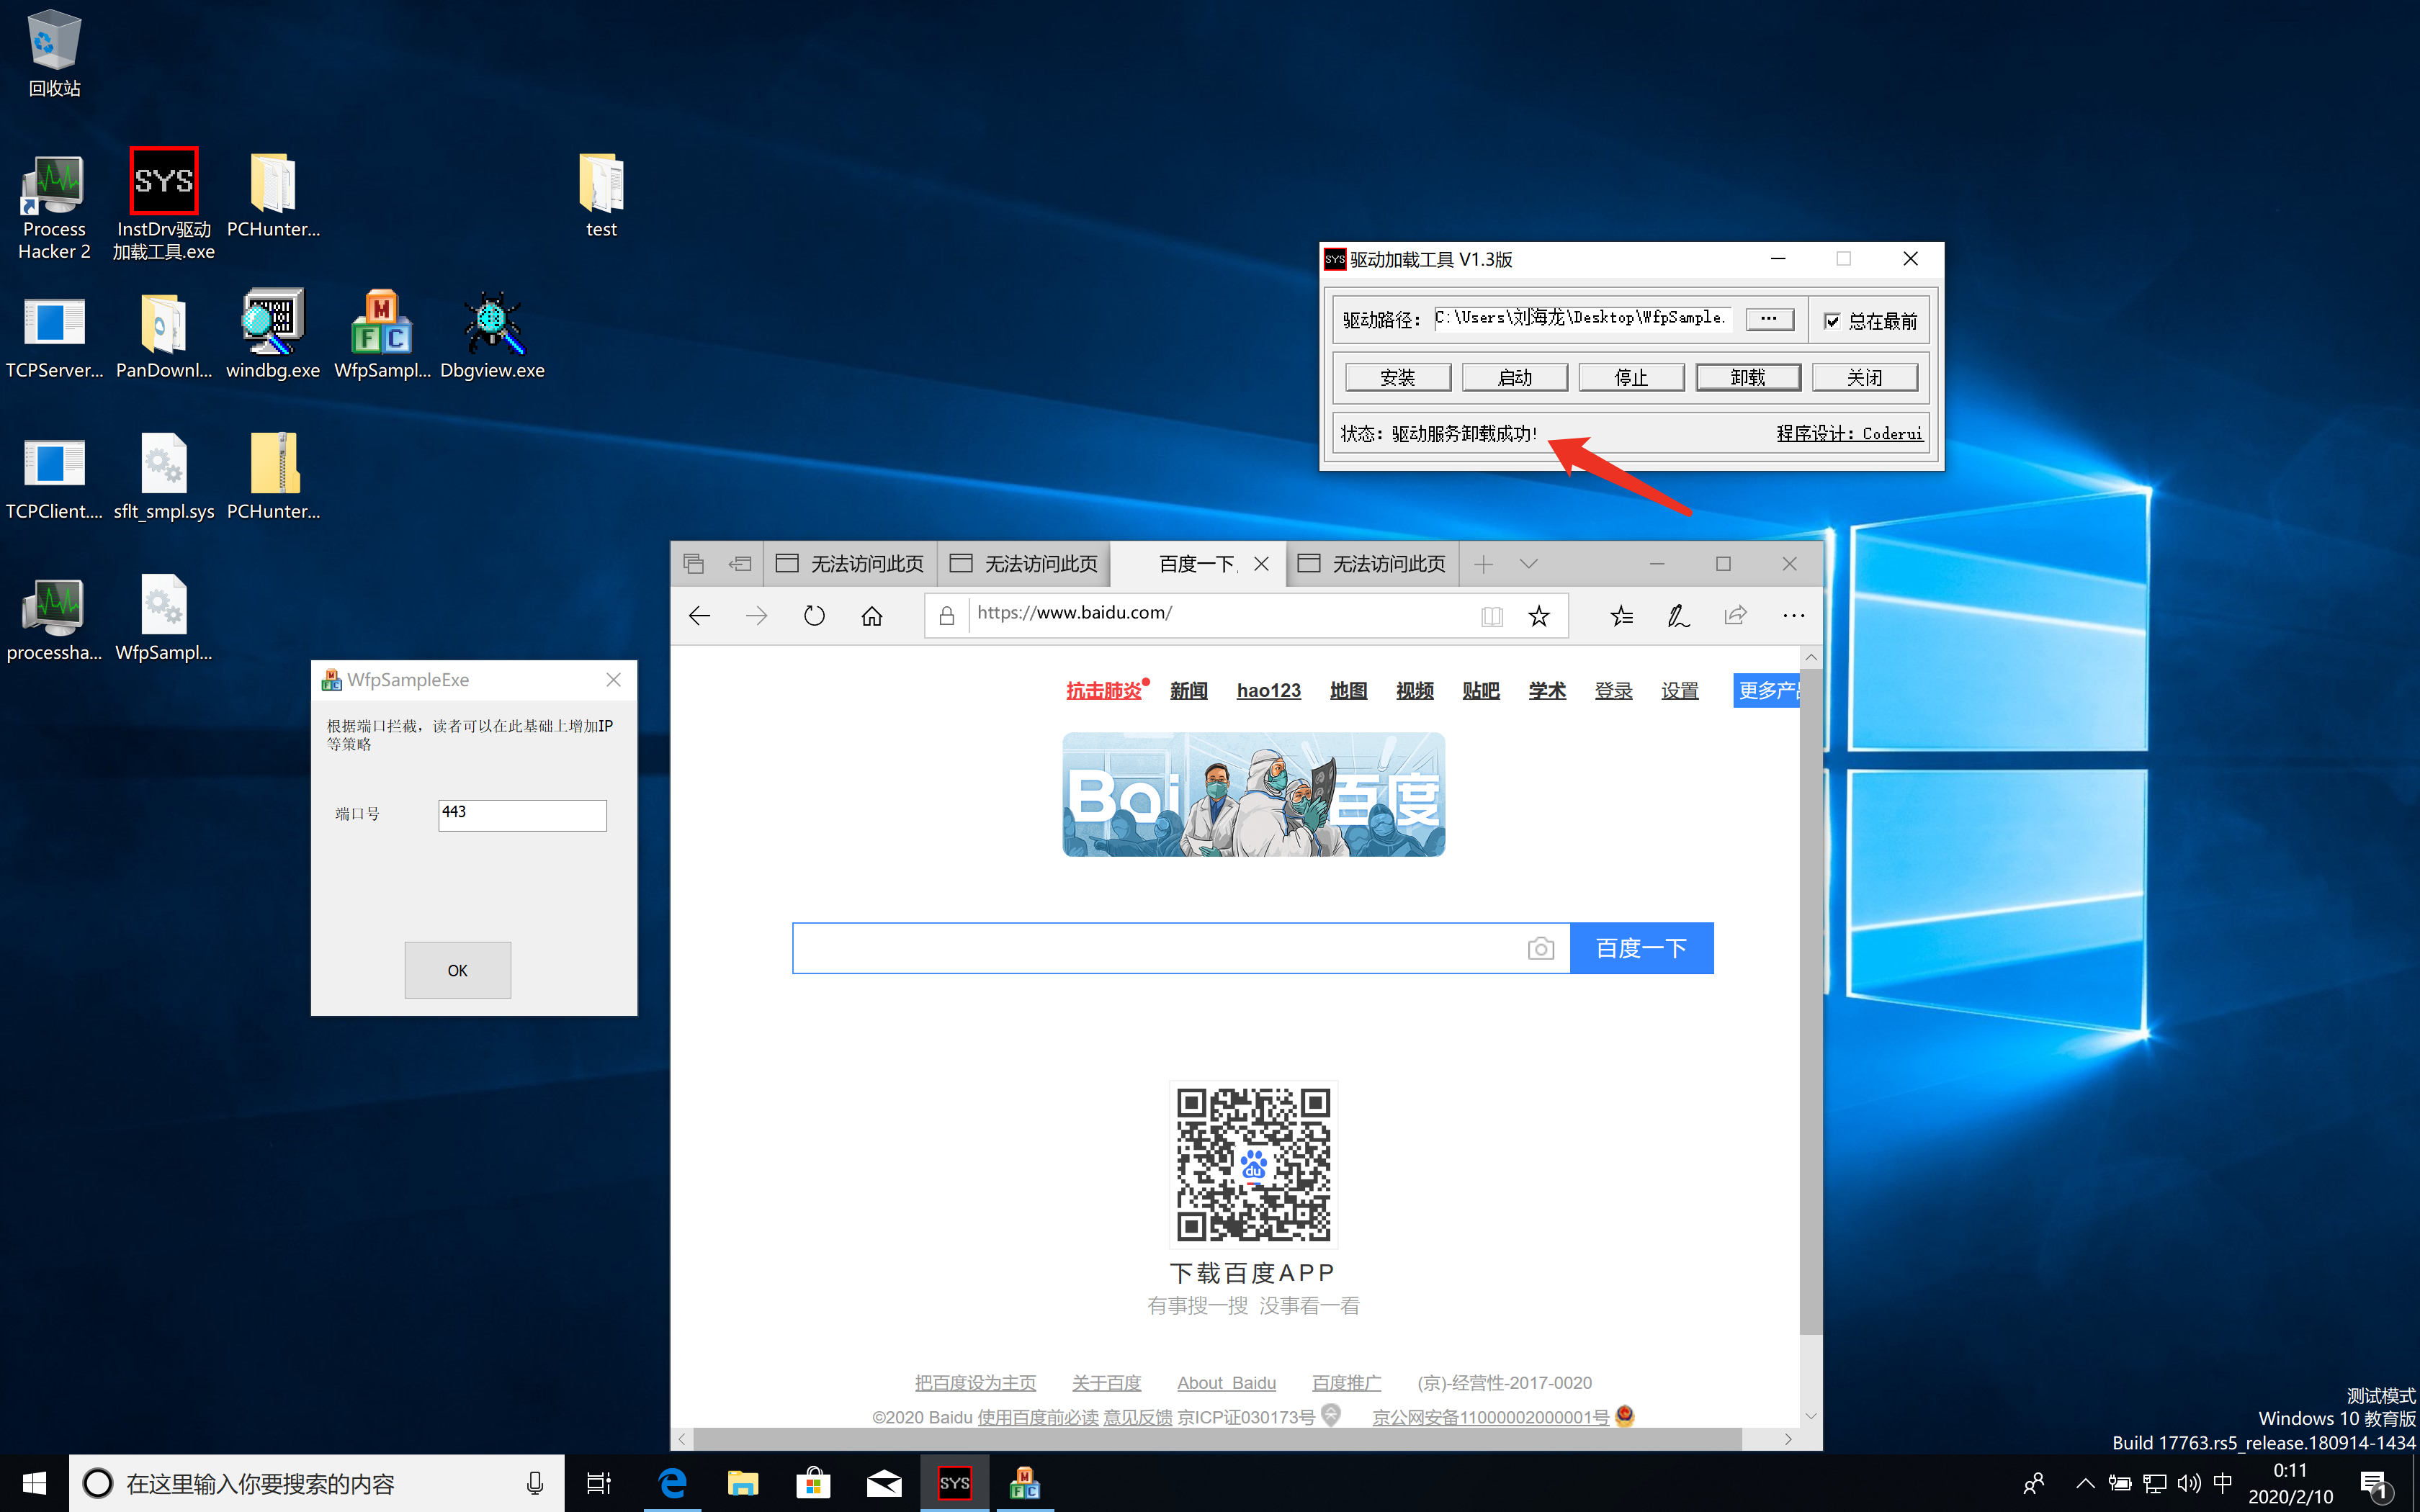 回收站
Process Hacker 2
InstDrv驱动加载工具.exe
PCHunter...
test
TCPServer...
PanDownl...
windbg.exe
WfpSampl...
Dbgview.exe
TCPClient....
sflt_smpl.sys
PCHunter...
processha...
WfpSampl...
SYS
驱动加载工具 V1.3版
驱动路径：
C:\Users\刘海龙\Desktop\WfpSample.
...
总在最前
安装
启动
停止
卸载
关闭
状态：驱动服务卸载成功!
程序设计：Coderui
无法访问此页
无法访问此页
百度一下
无法访问此页
https://www.baidu.com/
抗击肺炎
新闻
hao123
地图
视频
贴吧
学术
登录
设置
更多产品
Bai
百度
百度一下
du
下载百度APP
有事搜一搜 没事看一看
把百度设为主页
关于百度
About Baidu
百度推广
(京)-经营性-2017-0020
©2020 Baidu 使用百度前必读 意见反馈 京ICP证030173号
京公网安备11000002000001号
WfpSampleExe
根据端口拦截，读者可以在此基础上增加IP
等策略
端口号
443
OK
测试模式
Windows 10 教育版
Build 17763.rs5_release.180914-1434
在这里输入你要搜索的内容
SYS
中
0:11
2020/2/10
1